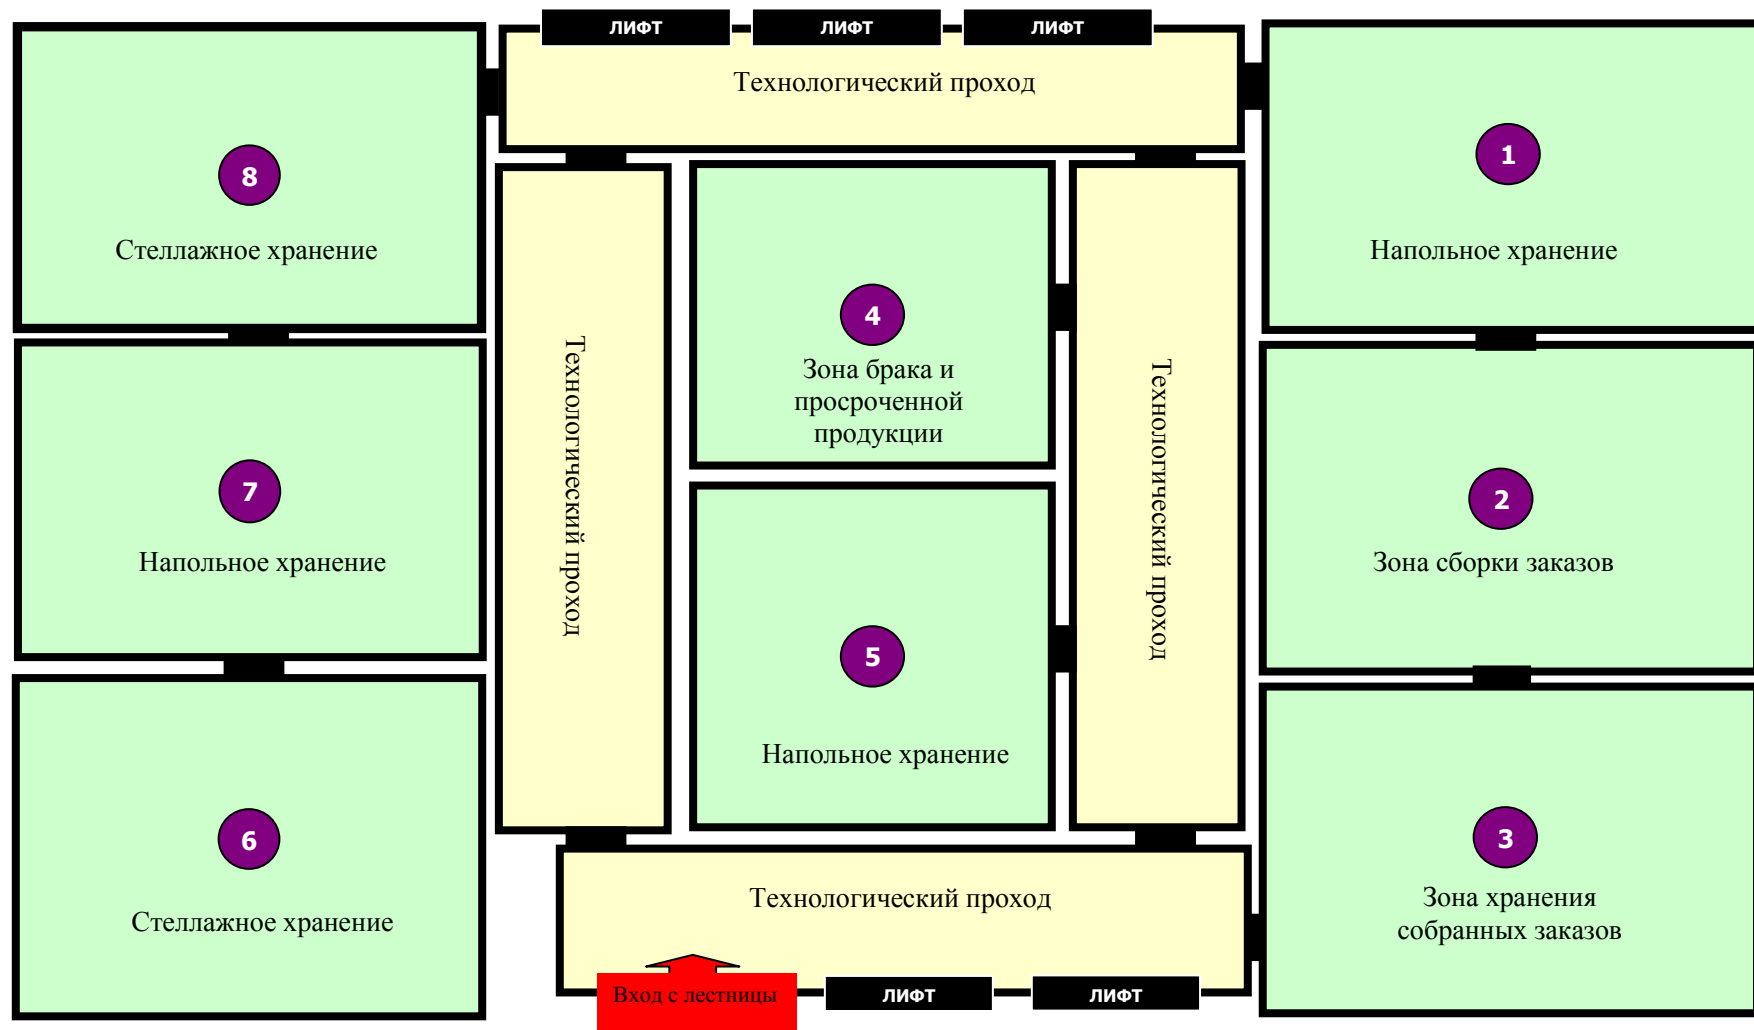 ЛИФТ
ЛИФТ
ЛИФТ
Технологический проход
8
Стеллажное хранение
1
Напольное хранение
4
Зона брака и
просроченной
продукции
Технологический проход
Технологический проход
7
Напольное хранение
2
Зона сборки заказов
5
Напольное хранение
6
Стеллажное хранение
3
Зона хранения
собранных заказов
Технологический проход
Вход с лестницы
ЛИФТ
ЛИФТ